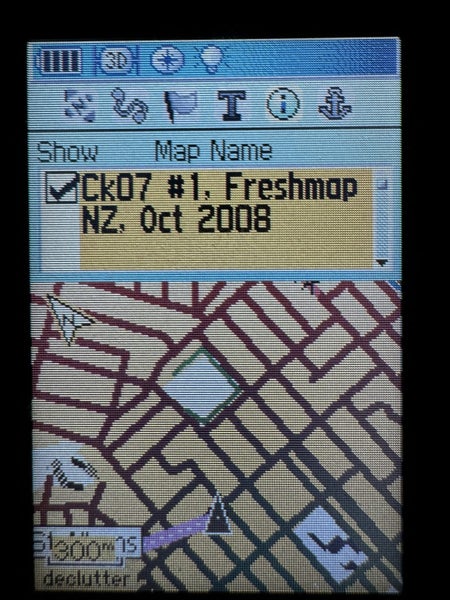 3D
T i
Show Map Name
Ck07 #1, Freshmap
NZ, Oct 2008
N
300m
declutter